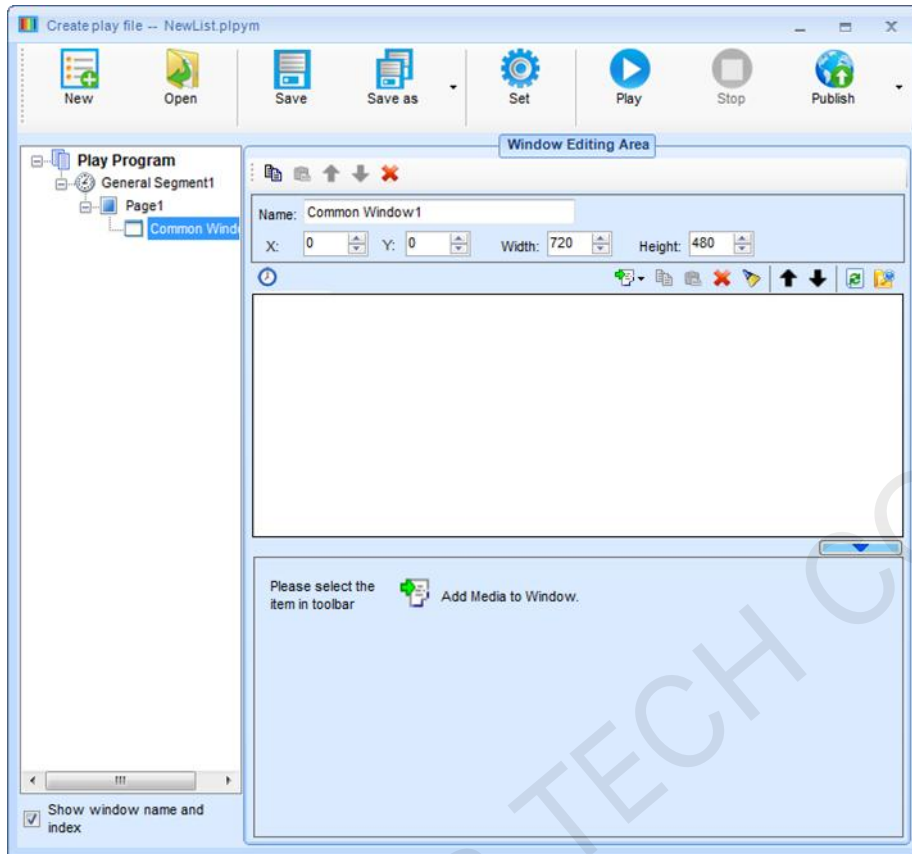 Create play file -- NewList.plpym
New Open Save Save as Set Play Stop Publish
Window Editing Area
Play Program
General Segment1
Page1
Common Wind
Name: Common Window1
X: 0 Y: 0 Width: 720 Height: 480
Please select the
item in toolbar
Add Media to Window.
Show window name and
index
TECH CO